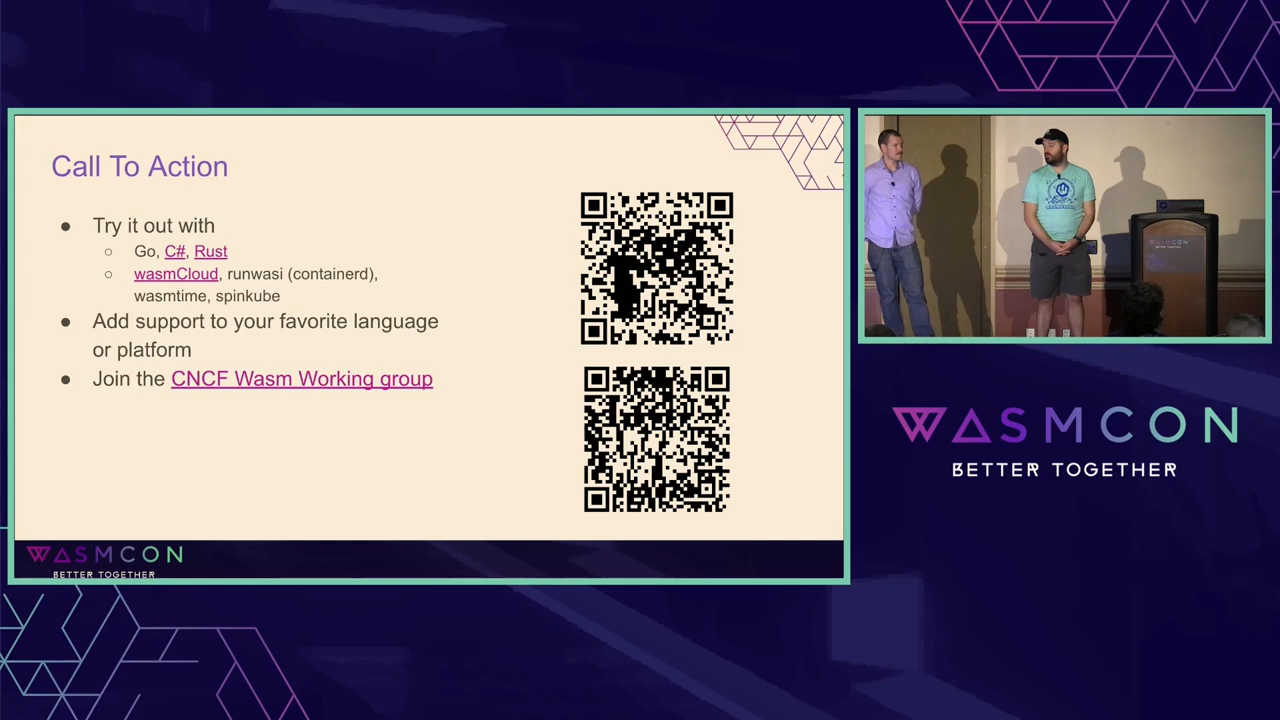 Call To Action
● Try it out with
○ Go, C#, Rust
○ wasmCloud, runwasi (containerd),
wasmtime, spinkube
● Add support to your favorite language
or platform
● Join the CNCF Wasm Working group
WASMCON
BETTER TOGETHER
WASMCON
BETTER TOGETHER